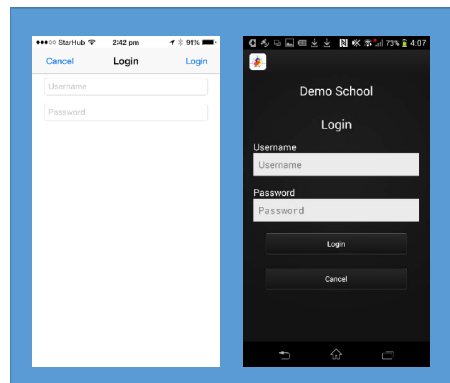 StarHub 2:42 pm 91%
Cancel Login Login
Username
Password
73% 4:07
Demo School
Login
Username
Username
Password
Password
Login
Cancel